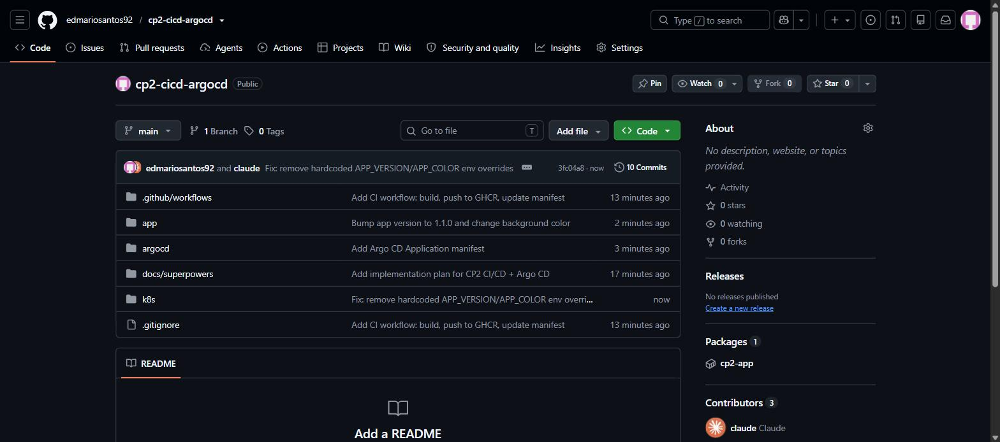 edmariosantos92 / cp2-cicd-argocd
Type / to search
Code Issues Pull requests Agents Actions Projects Wiki Security and quality Insights Settings
cp2-cicd-argocd Public
Pin Watch 0 Fork 0 Star 0
main 1 Branch 0 Tags Go to file T Add file Code
edmariosantos92 and claude Fix: remove hardcoded APP_VERSION/APP_COLOR env overrides 3fc04a8 · now 10 Commits
.github/workflows Add CI workflow: build, push to GHCR, update manifest 13 minutes ago
app Bump app version to 1.1.0 and change background color 2 minutes ago
argocd Add Argo CD Application manifest 3 minutes ago
docs/superpowers Add implementation plan for CP2 CI/CD + Argo CD 17 minutes ago
k8s Fix: remove hardcoded APP_VERSION/APP_COLOR env overri... now
.gitignore Add CI workflow: build, push to GHCR, update manifest 13 minutes ago
README
Add a README
About
No description, website, or topics
provided.
Activity
0 stars
0 watching
0 forks
Releases
No releases published
Create a new release
Packages 1
cp2-app
Contributors 3
claude Claude